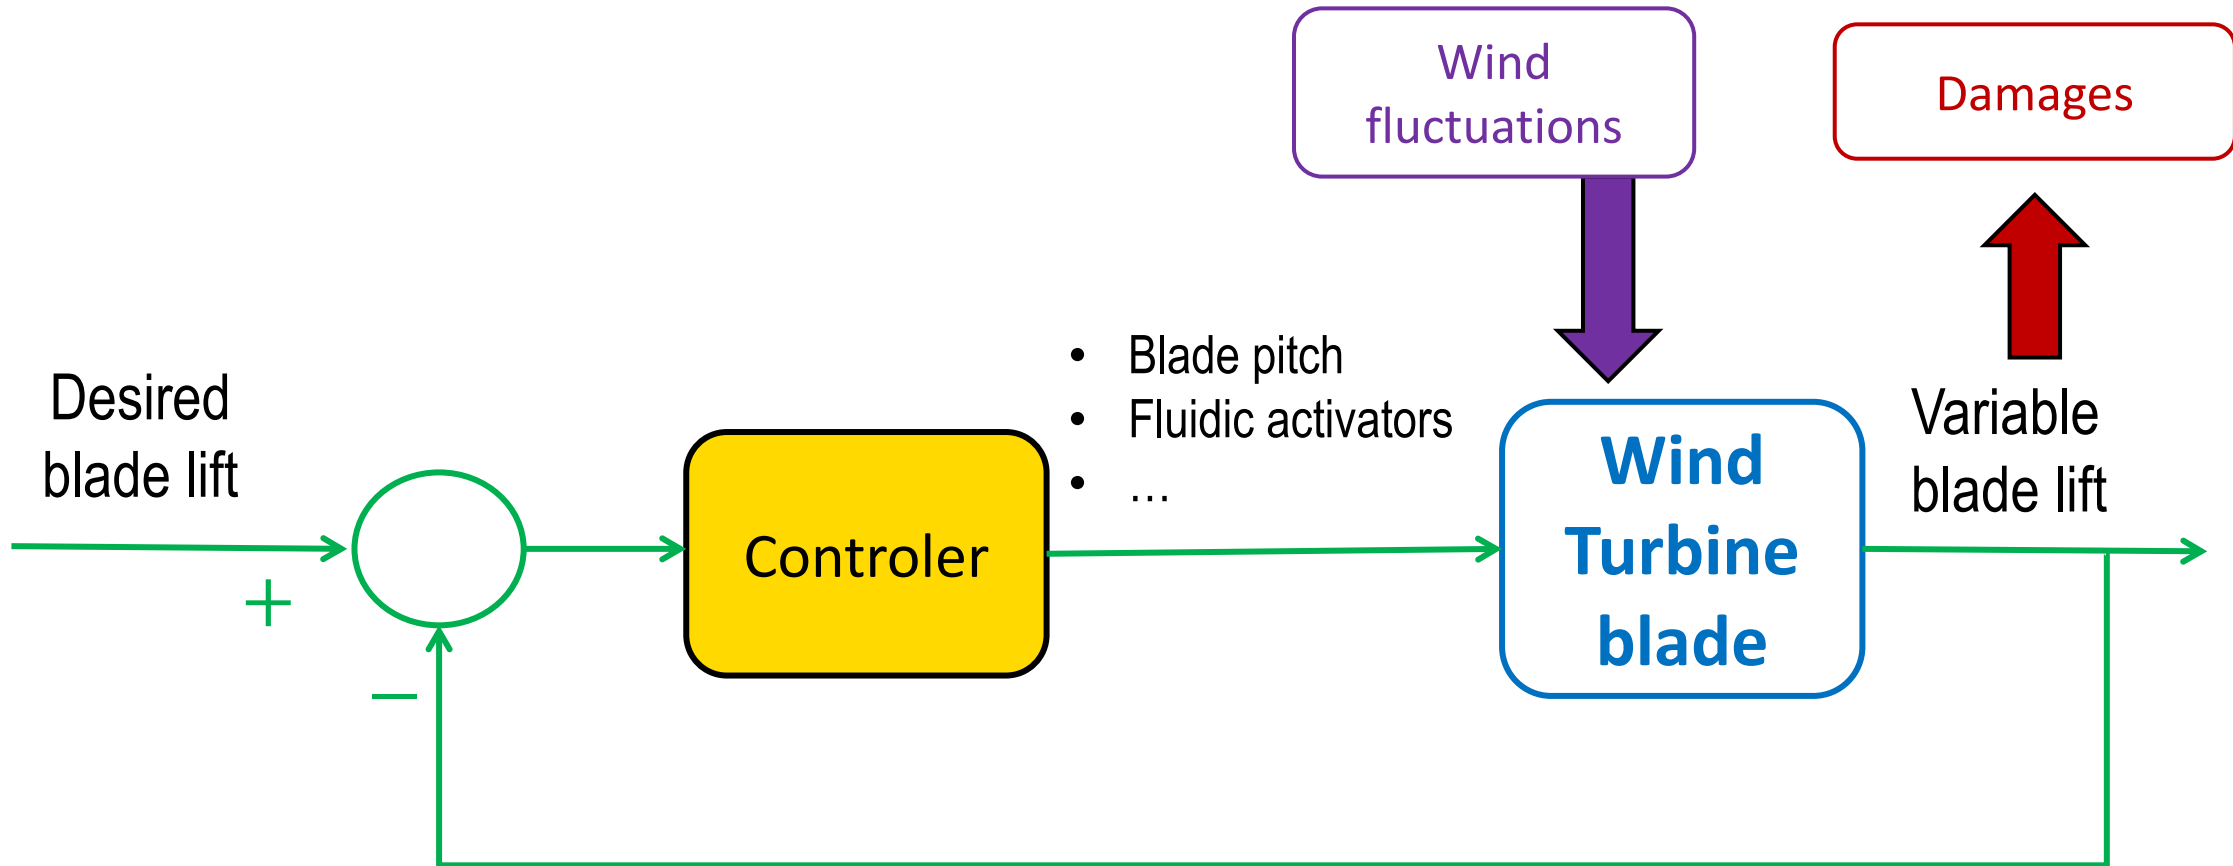 Wind
fluctuations
Damages
Desired
blade lift
• Blade pitch
• Fluidic activators
• …
Variable
blade lift
+
−
Controler
Wind
Turbine
blade